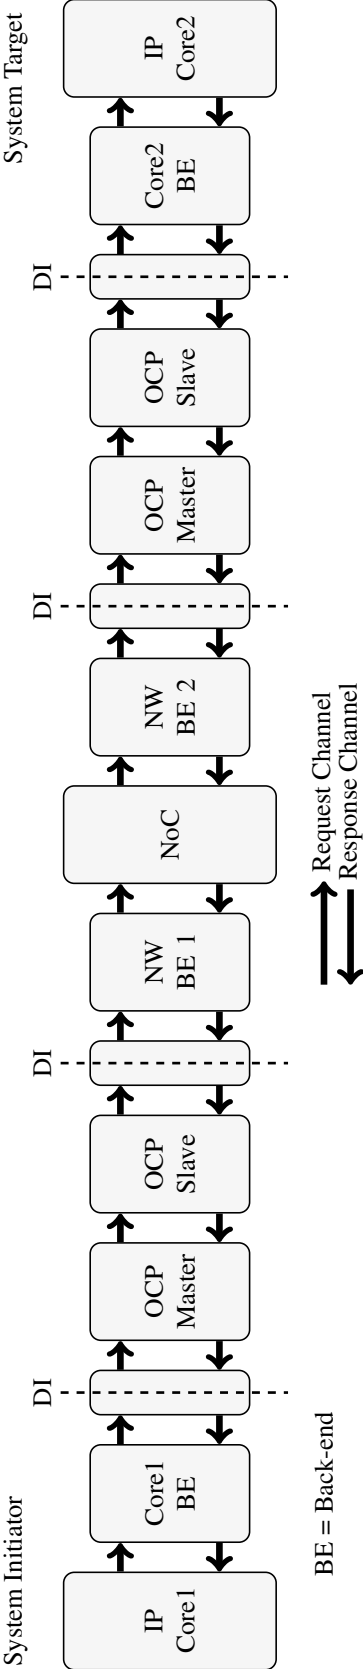 System Initiator
System Target
DI
DI
DI
DI
IP
Core1
Core1
BE
OCP
Master
OCP
Slave
NW
BE 1
NoC
NW
BE 2
OCP
Master
OCP
Slave
Core2
BE
IP
Core2
BE = Back-end
Request Channel
Response Channel